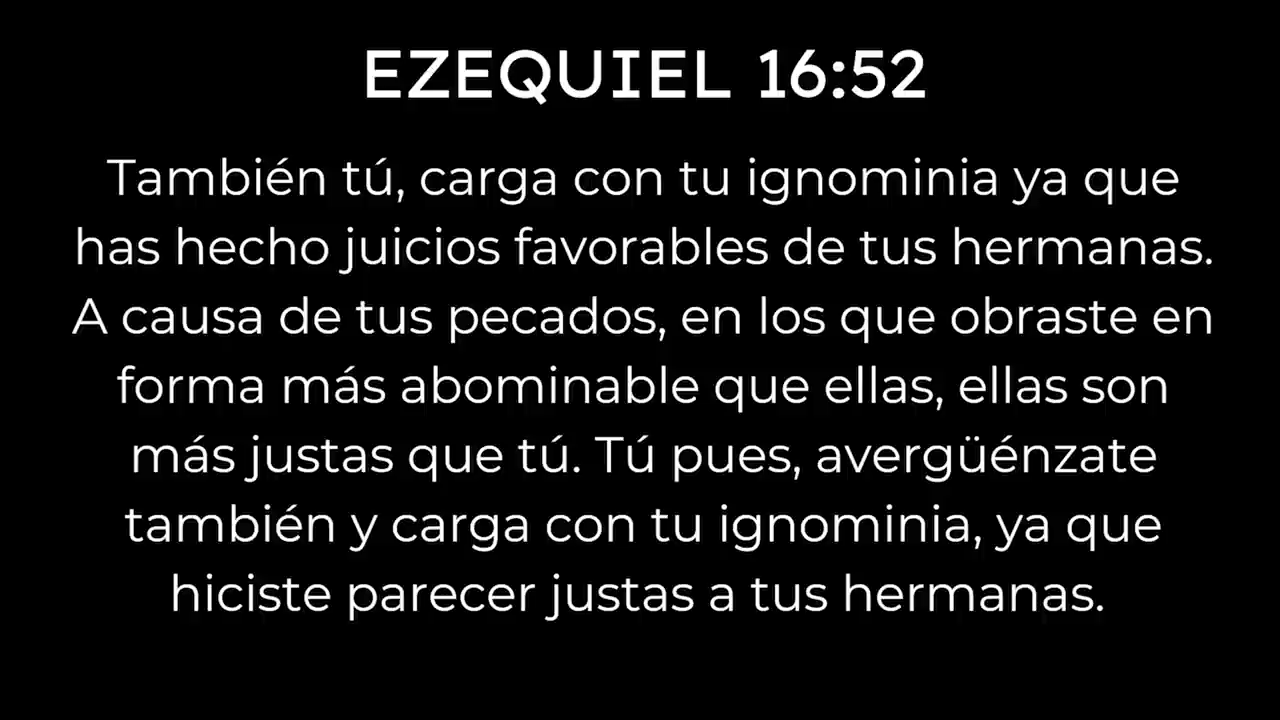 EZEQUIEL 16:52
También tú, carga con tu ignominia ya que
has hecho juicios favorables de tus hermanas.
A causa de tus pecados, en los que obraste en
forma más abominable que ellas, ellas son
más justas que tú. Tú pues, avergüénzate
también y carga con tu ignominia, ya que
hiciste parecer justas a tus hermanas.